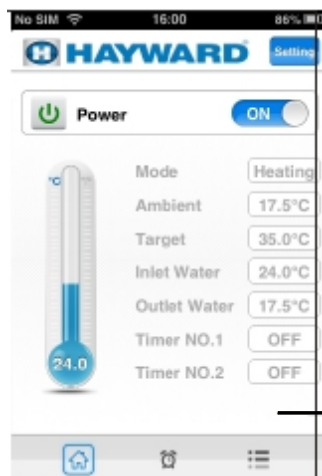 No SIM 16:00 86%
HAYWARD Setting
Power ON
°C
Mode Heating
Ambient 17.5°C
Target 35.0°C
Inlet Water 24.0°C
Outlet Water 17.5°C
Timer NO.1 OFF
Timer NO.2 OFF
24.0